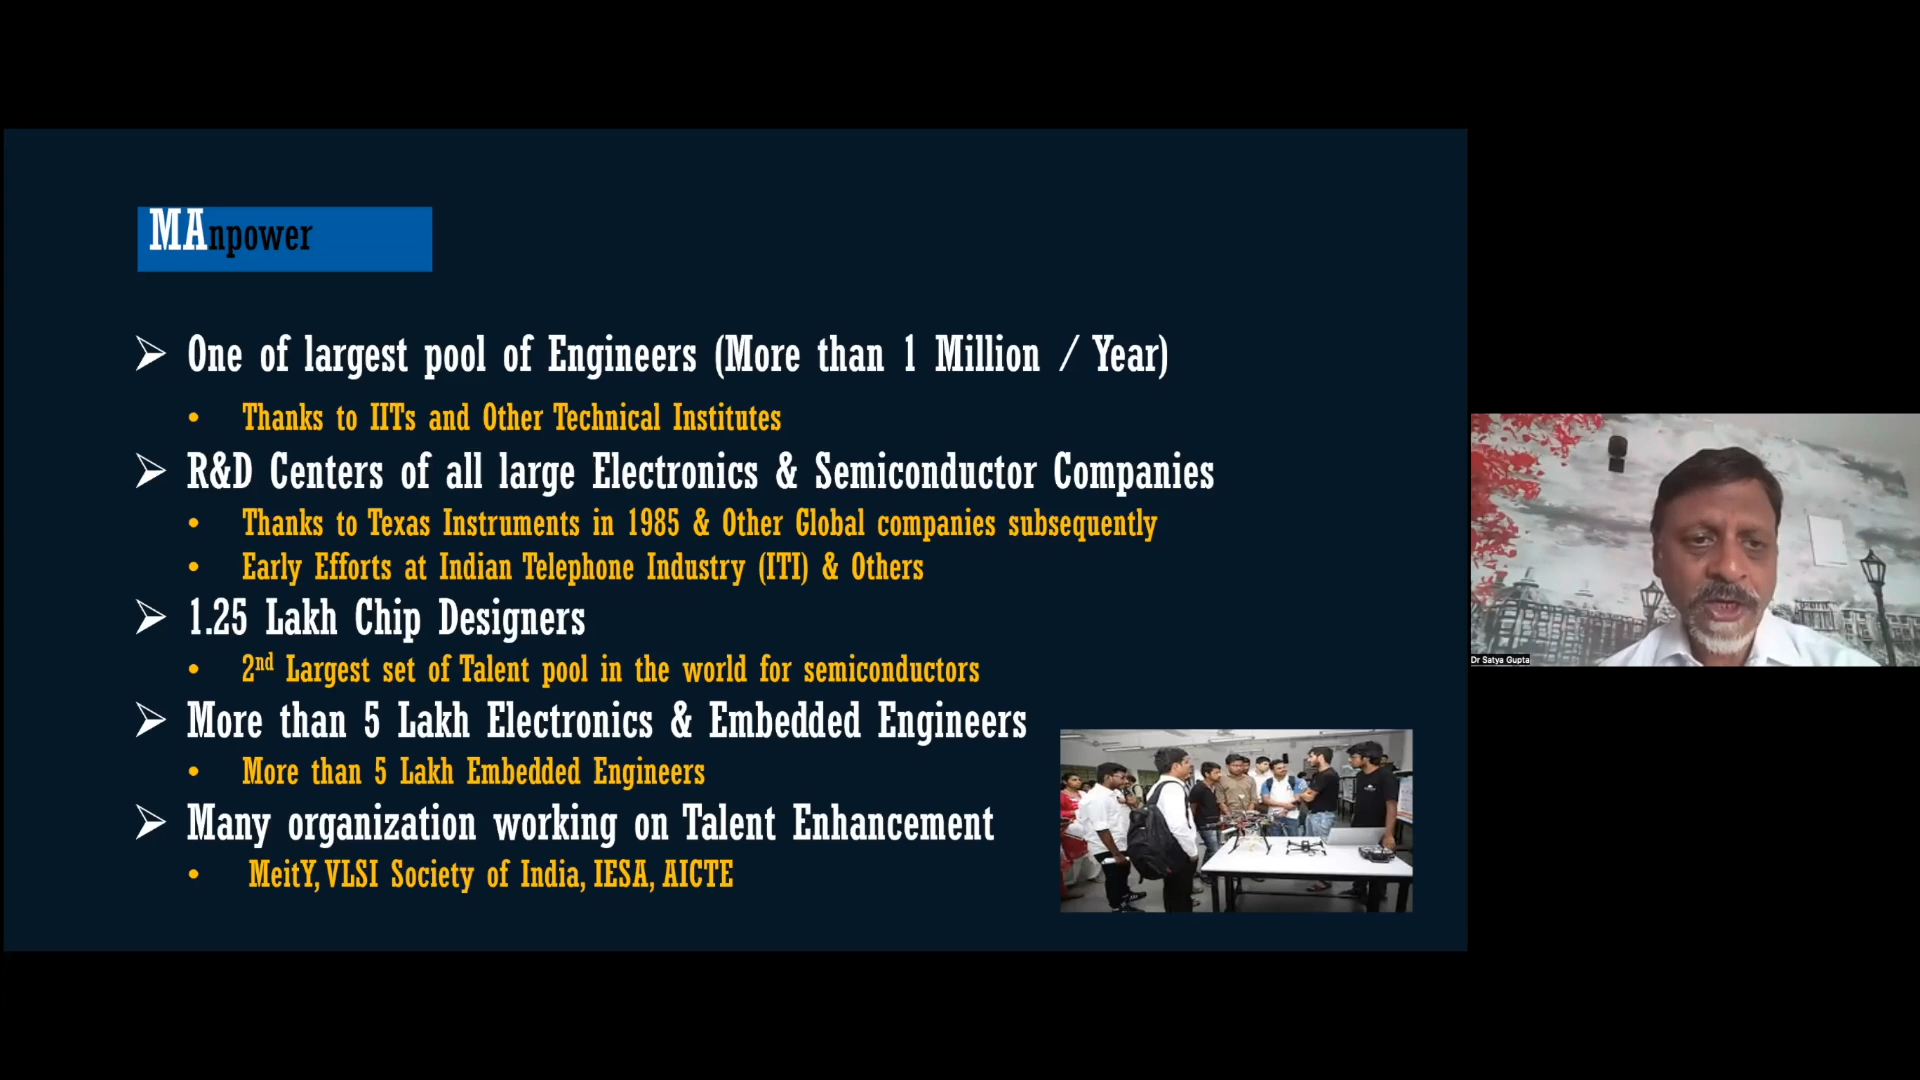 MAnpower
One of largest pool of Engineers (More than 1 Million / Year)
Thanks to IITs and Other Technical Institutes
R&D Centers of all large Electronics & Semiconductor Companies
Thanks to Texas Instruments in 1985 & Other Global companies subsequently
Early Efforts at Indian Telephone Industry (ITI) & Others
1.25 Lakh Chip Designers
2nd Largest set of Talent pool in the world for semiconductors
More than 5 Lakh Electronics & Embedded Engineers
More than 5 Lakh Embedded Engineers
Many organization working on Talent Enhancement
MeitY, VLSI Society of India, IESA, AICTE
Dr Satya Gupta